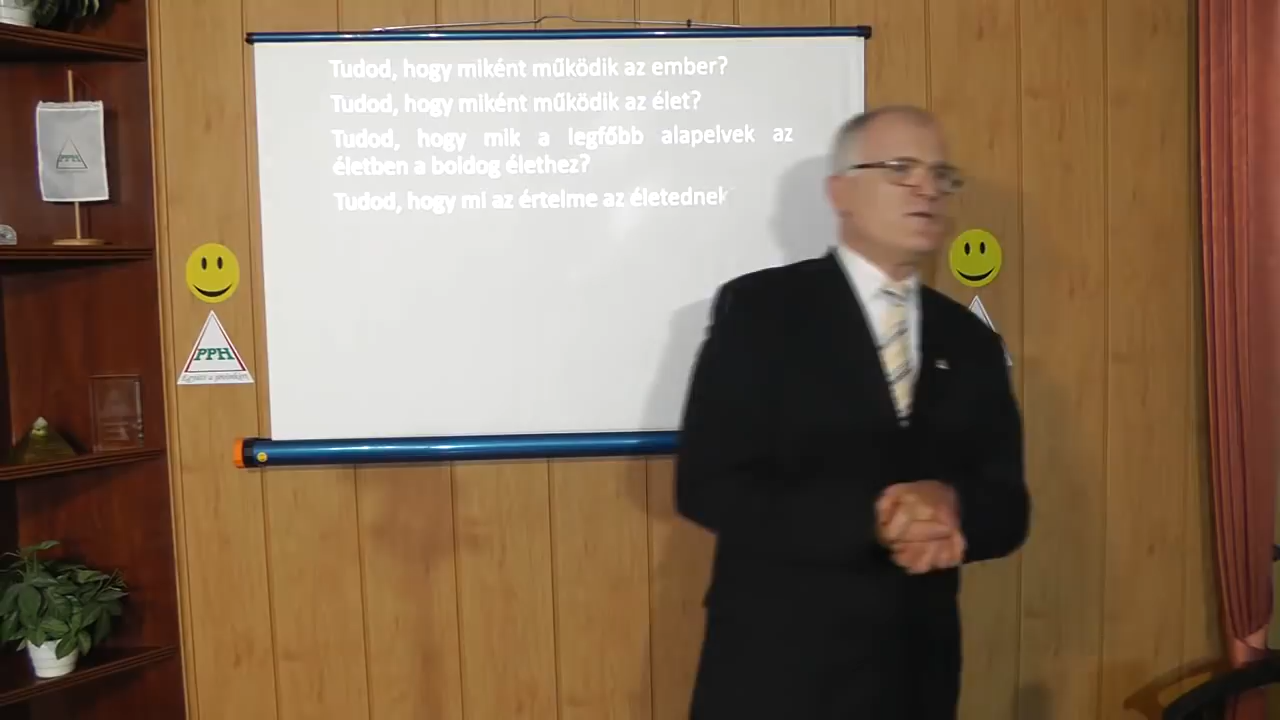 Tudod, hogy miként működik az ember?
Tudod, hogy miként működik az élet?
Tudod, hogy mik a legfőbb alapelvek az
életben a boldog élethez?
Tudod, hogy mi az értelme az életednek
PPH
PPH